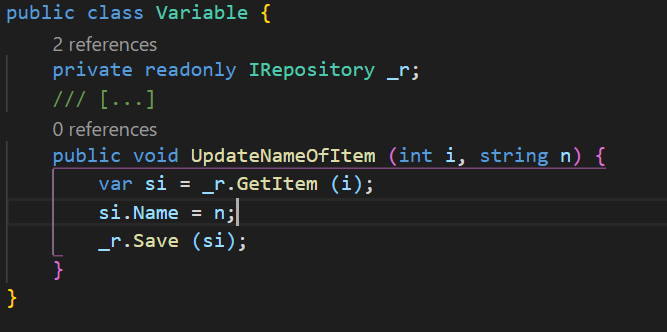 public class Variable {
2 references
private readonly IRepository _r;
/// [...]
0 references
public void UpdateNameOfItem (int i, string n) {
var si = _r.GetItem (i);
si.Name = n;
_r.Save (si);
}
}